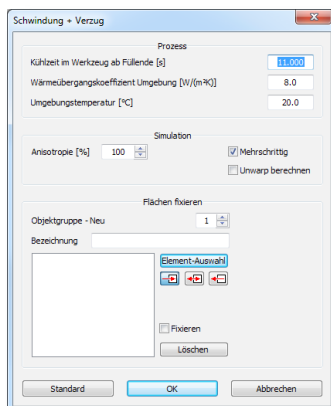 Schwindung + Verzug
Prozess
Kühlzeit im Werkzeug ab Füllende [s] 11.000
Wärmeübergangskoeffizient Umgebung [W/(m²K)] 8.0
Umgebungstemperatur [°C] 20.0
Simulation
Anisotropie [%] 100 Mehrschrittig
Unwarp berechnen
Flächen fixieren
Objektgruppe - Neu 1
Bezeichnung
Element-Auswahl
Fixieren
Löschen
Standard OK Abbrechen